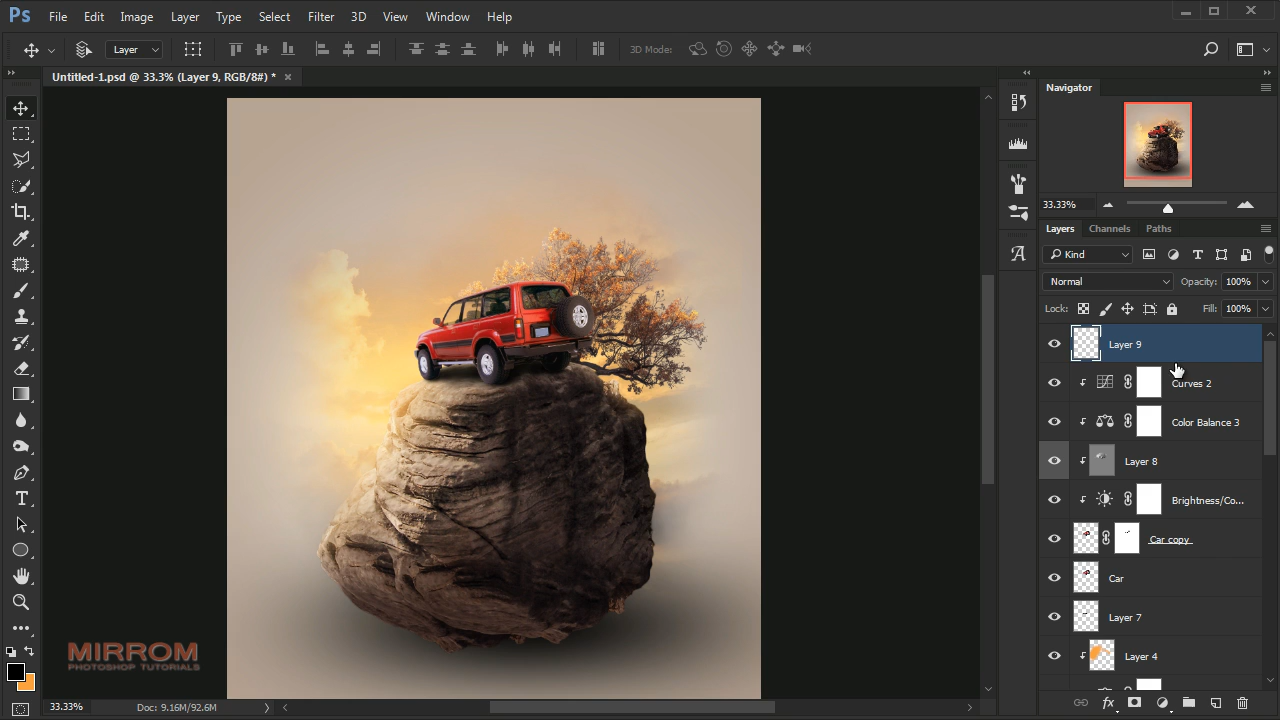 Ps File Edit Image Layer Type Select Filter 3D View Window Help
Layer 3D Mode:
Untitled-1.psd @ 33.3% (Layer 9, RGB/8#) *
Navigator
33.33%
Layers Channels Paths
Kind
Normal Opacity: 100%
Lock: Fill: 100%
Layer 9
Curves 2
Color Balance 3
Layer 8
Brightness/Co...
Car copy
Car
Layer 7
Layer 4
MIRROM
PHOTOSHOP TUTORIALS
33.33% Doc: 9.16M/92.6M